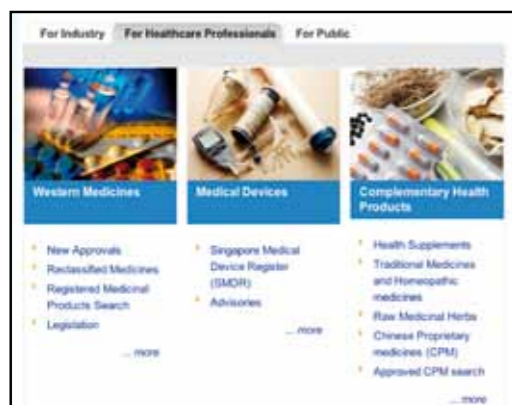 For Industry For Healthcare Professionals For Public
Western Medicines
New Approvals
Reclassified Medicines
Registered Medicinal
Products Search
Legislation
... more
Medical Devices
Singapore Medical
Device Register
(SMDR)
Advisories
... more
Complementary Health
Products
Health Supplements
Traditional Medicines
and Homeopathic
medicines
Raw Medicinal Herbs
Chinese Proprietary
medicines (CPM)
Approved CPM search
... more